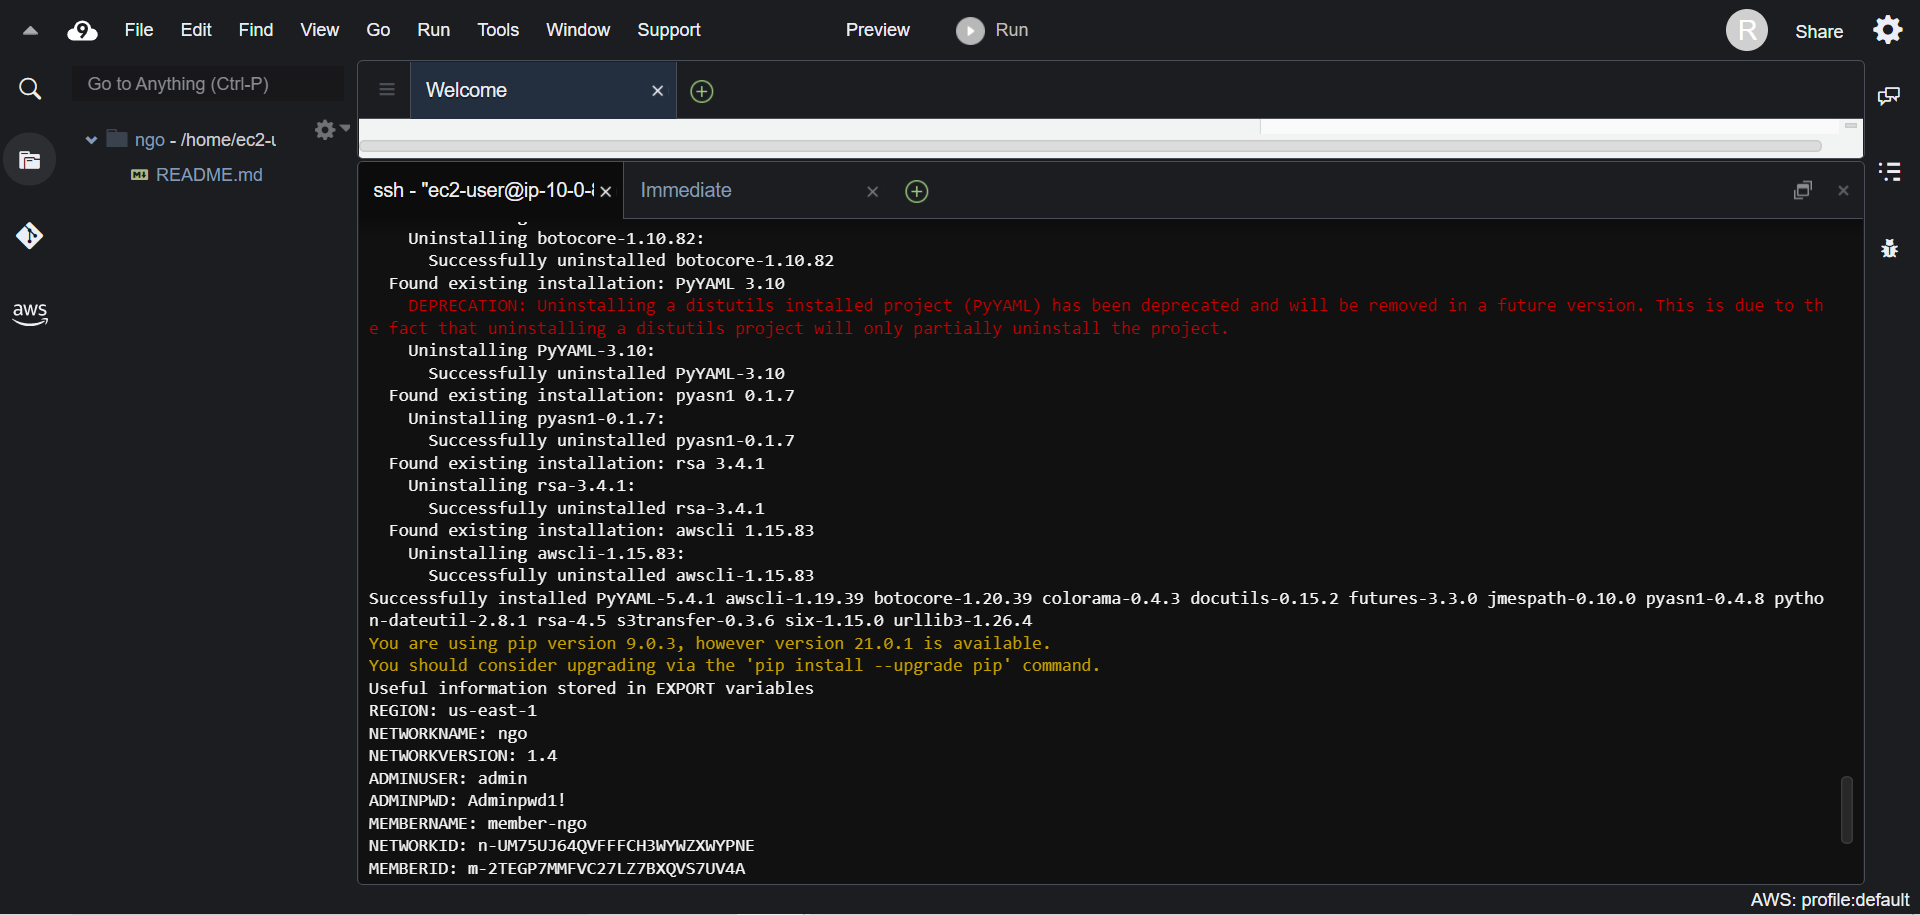 File Edit Find View Go Run Tools Window Support Preview Run R Share
Go to Anything (Ctrl-P)
Welcome
ngo - /home/ec2-u
README.md
aws
ssh - "ec2-user@ip-10-0-8 Immediate
Uninstalling botocore-1.10.82:
Successfully uninstalled botocore-1.10.82
Found existing installation: PyYAML 3.10
DEPRECATION: Uninstalling a distutils installed project (PyYAML) has been deprecated and will be removed in a future version. This is due to th
e fact that uninstalling a distutils project will only partially uninstall the project.
Uninstalling PyYAML-3.10:
Successfully uninstalled PyYAML-3.10
Found existing installation: pyasn1 0.1.7
Uninstalling pyasn1-0.1.7:
Successfully uninstalled pyasn1-0.1.7
Found existing installation: rsa 3.4.1
Uninstalling rsa-3.4.1:
Successfully uninstalled rsa-3.4.1
Found existing installation: awscli 1.15.83
Uninstalling awscli-1.15.83:
Successfully uninstalled awscli-1.15.83
Successfully installed PyYAML-5.4.1 awscli-1.19.39 botocore-1.20.39 colorama-0.4.3 docutils-0.15.2 futures-3.3.0 jmespath-0.10.0 pyasn1-0.4.8 pytho
n-dateutil-2.8.1 rsa-4.5 s3transfer-0.3.6 six-1.15.0 urllib3-1.26.4
You are using pip version 9.0.3, however version 21.0.1 is available.
You should consider upgrading via the 'pip install --upgrade pip' command.
Useful information stored in EXPORT variables
REGION: us-east-1
NETWORKNAME: ngo
NETWORKVERSION: 1.4
ADMINUSER: admin
ADMINPWD: Adminpwd1!
MEMBERNAME: member-ngo
NETWORKID: n-UM75UJ64QVFFFCH3WYWZXWYPNE
MEMBERID: m-2TEGP7MMFVC27LZ7BXQVS7UV4A
AWS: profile:default